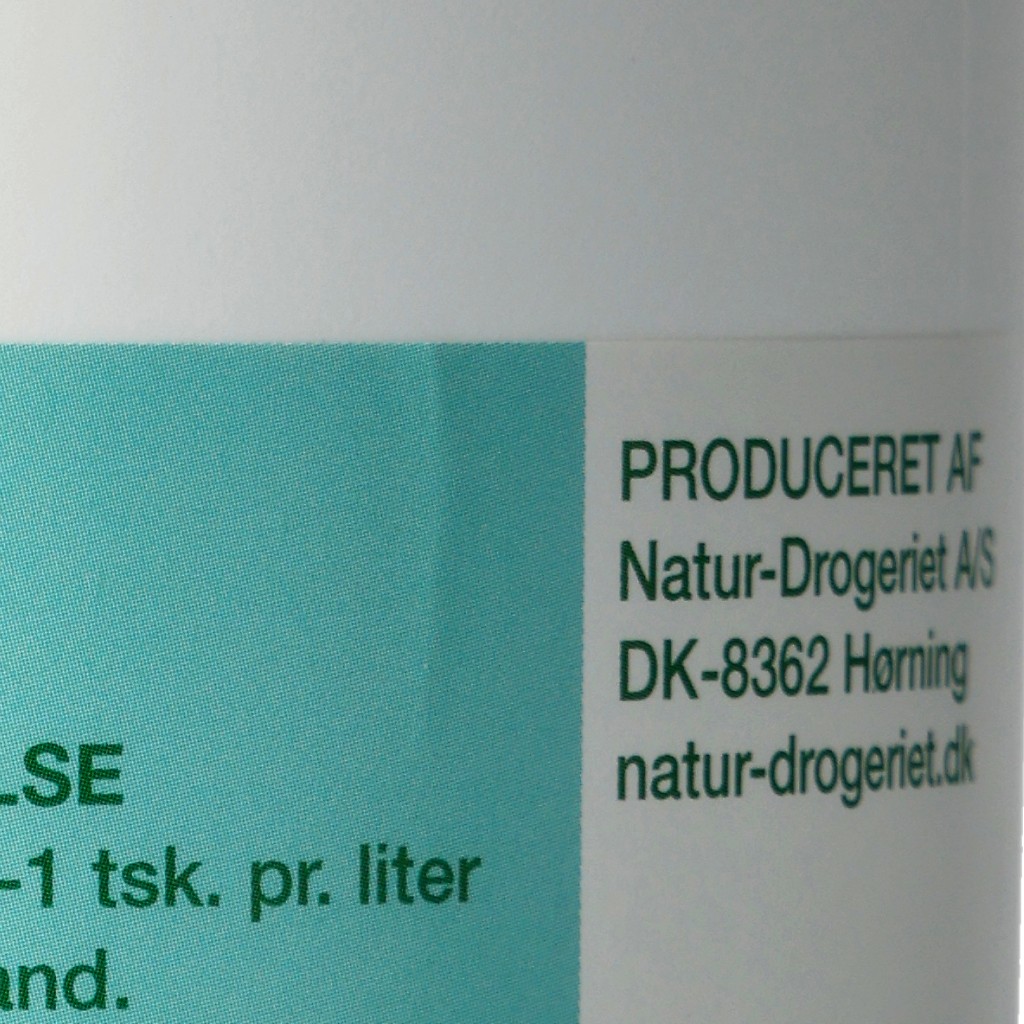 LSE
-1 tsk. pr. liter
and.
PRODUCERET AF
Natur-Drogeriet A/S
DK-8362 Hørning
natur-drogeriet.dk